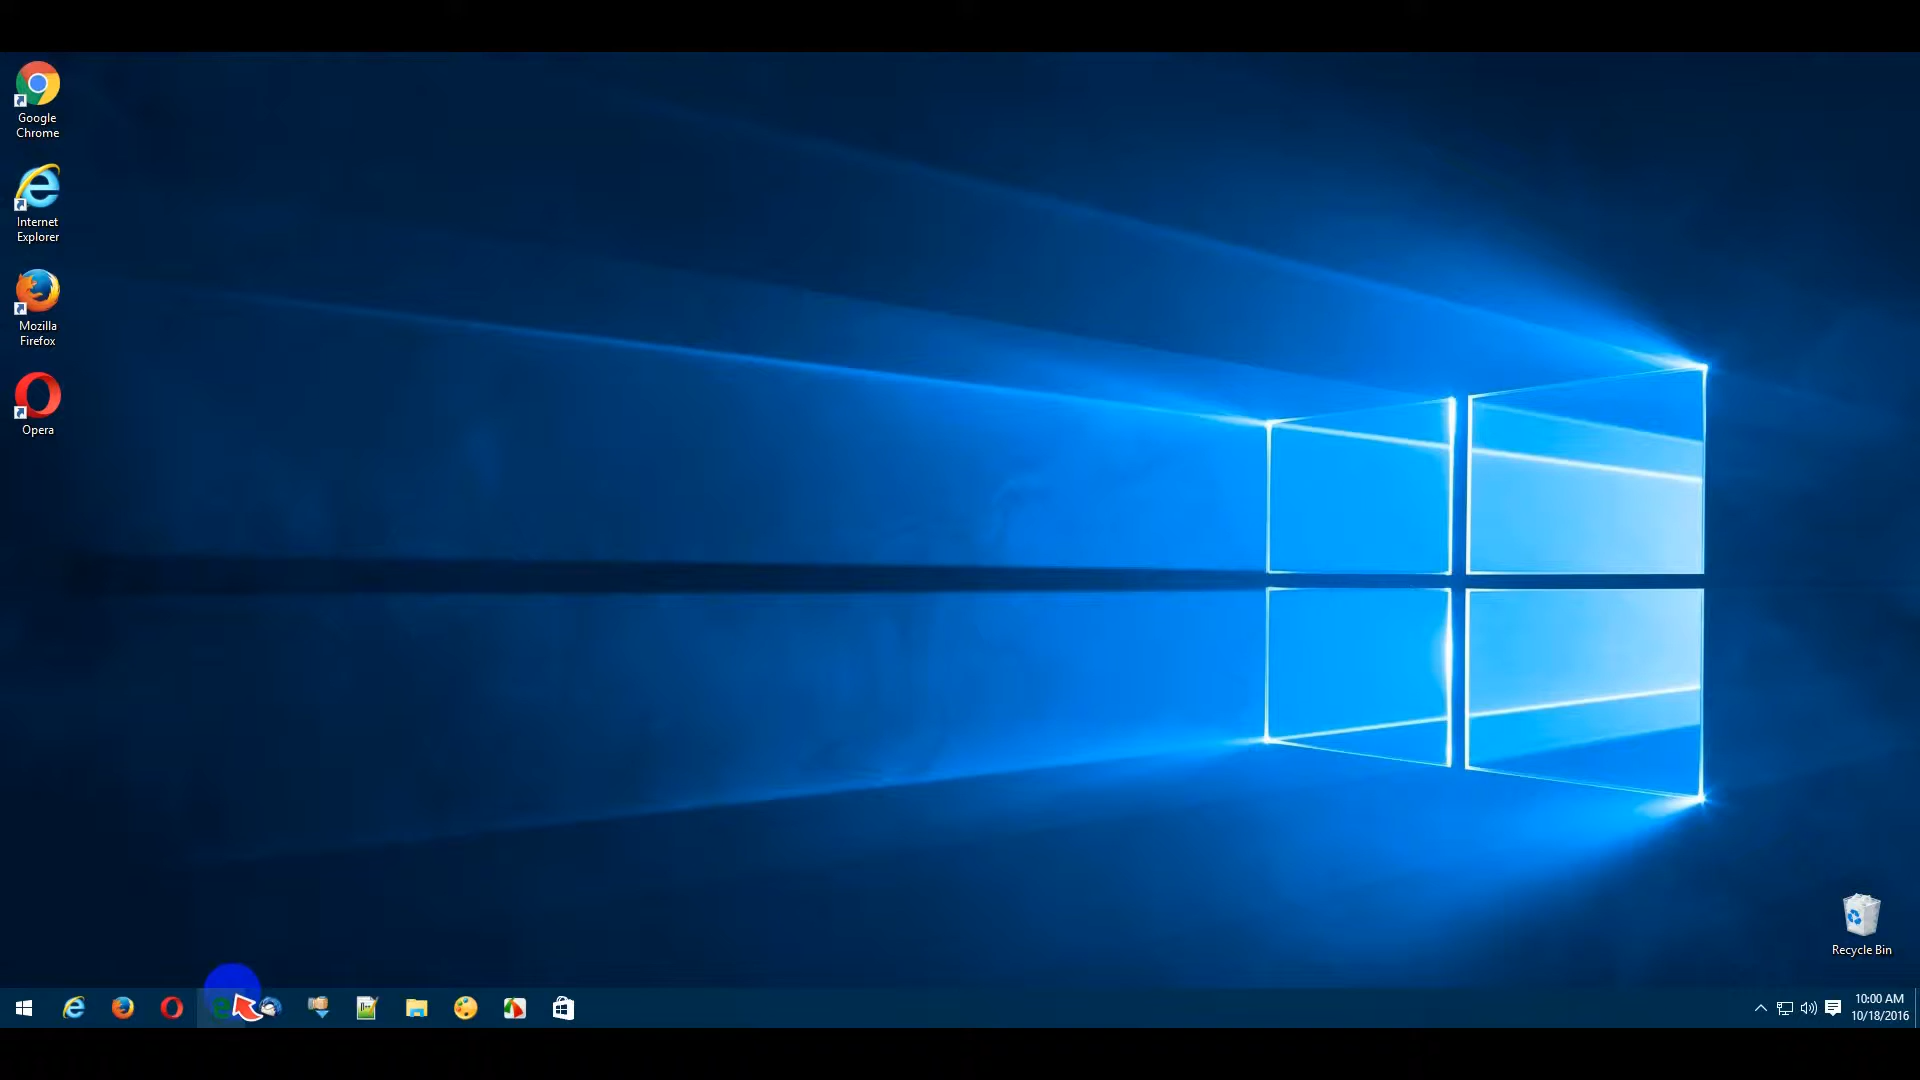 Google
Chrome
Internet
Explorer
Mozilla
Firefox
Opera
Recycle Bin
10:00 AM
10/18/2016